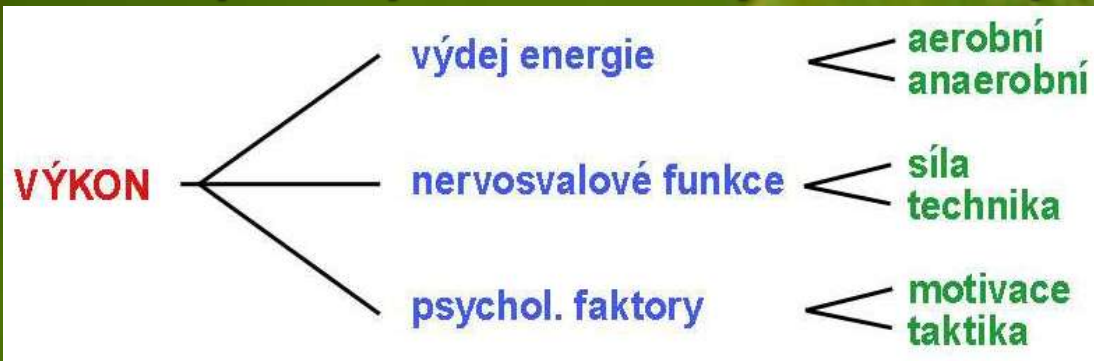 výdej energie
aerobní
anaerobní
VÝKON
nervosvalové funkce
síla
technika
psychol. faktory
motivace
taktika